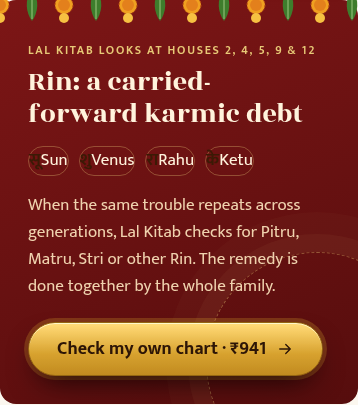 LAL KITAB LOOKS AT HOUSES 2, 4, 5, 9 & 12
Rin: a carried-
forward karmic debt
Sun Venus Rahu Ketu
When the same trouble repeats across
generations, Lal Kitab checks for Pitru,
Matru, Stri or other Rin. The remedy is
done together by the whole family.
Check my own chart · ₹941 →